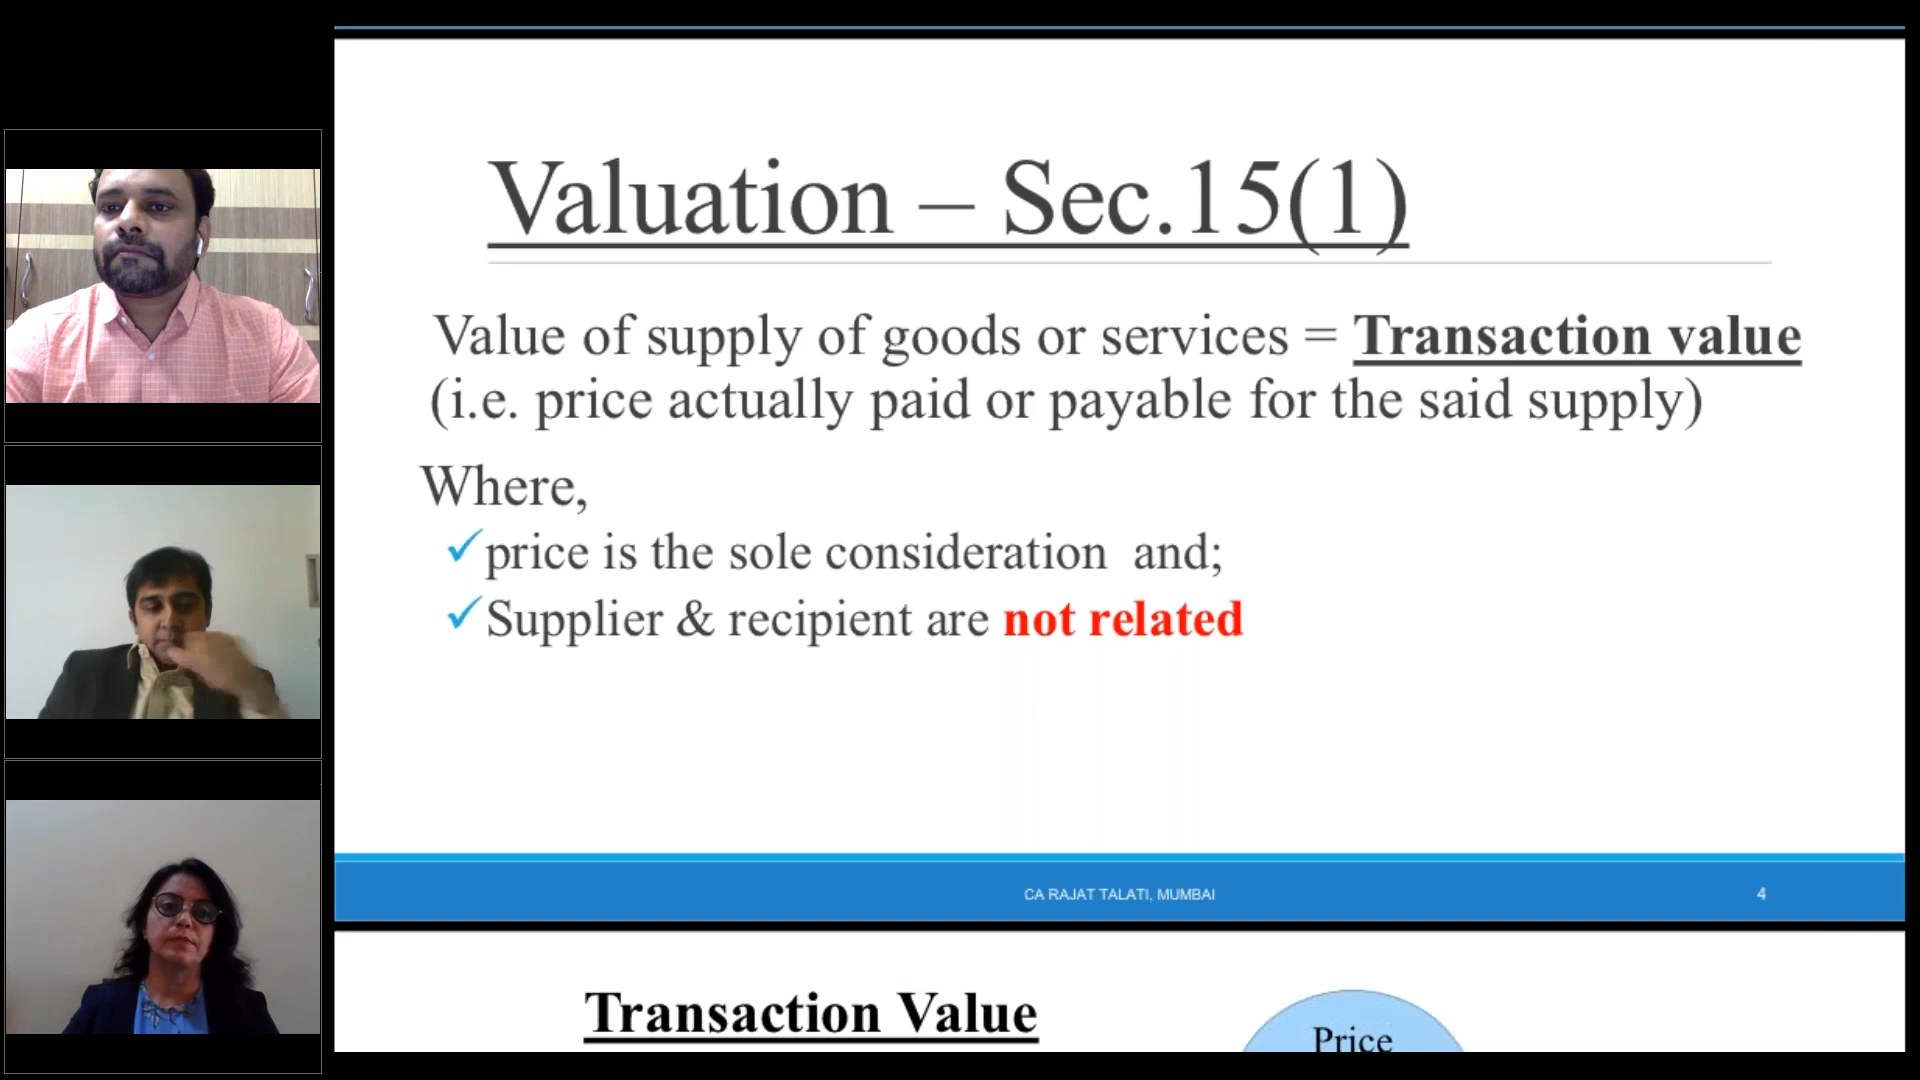 Valuation – Sec.15(1)
Value of supply of goods or services = Transaction value
(i.e. price actually paid or payable for the said supply)
Where,
✓price is the sole consideration and;
✓Supplier & recipient are not related
CA RAJAT TALATI, MUMBAI
4
Transaction Value
Price